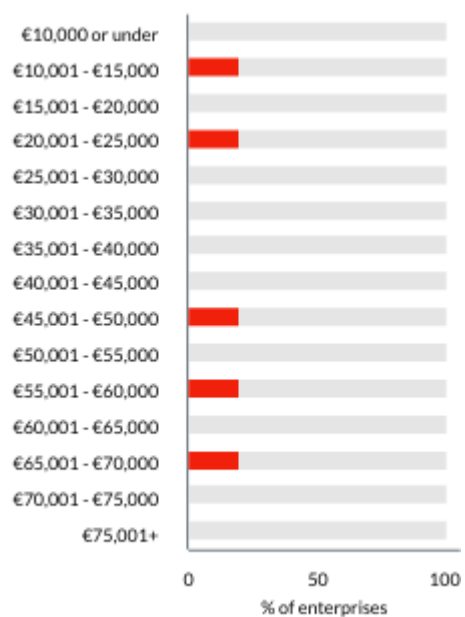 €10,000 or under
€10,001 - €15,000
€15,001 - €20,000
€20,001 - €25,000
€25,001 - €30,000
€30,001 - €35,000
€35,001 - €40,000
€40,001 - €45,000
€45,001 - €50,000
€50,001 - €55,000
€55,001 - €60,000
€60,001 - €65,000
€65,001 - €70,000
€70,001 - €75,000
€75,001+
0 50 100
% of enterprises